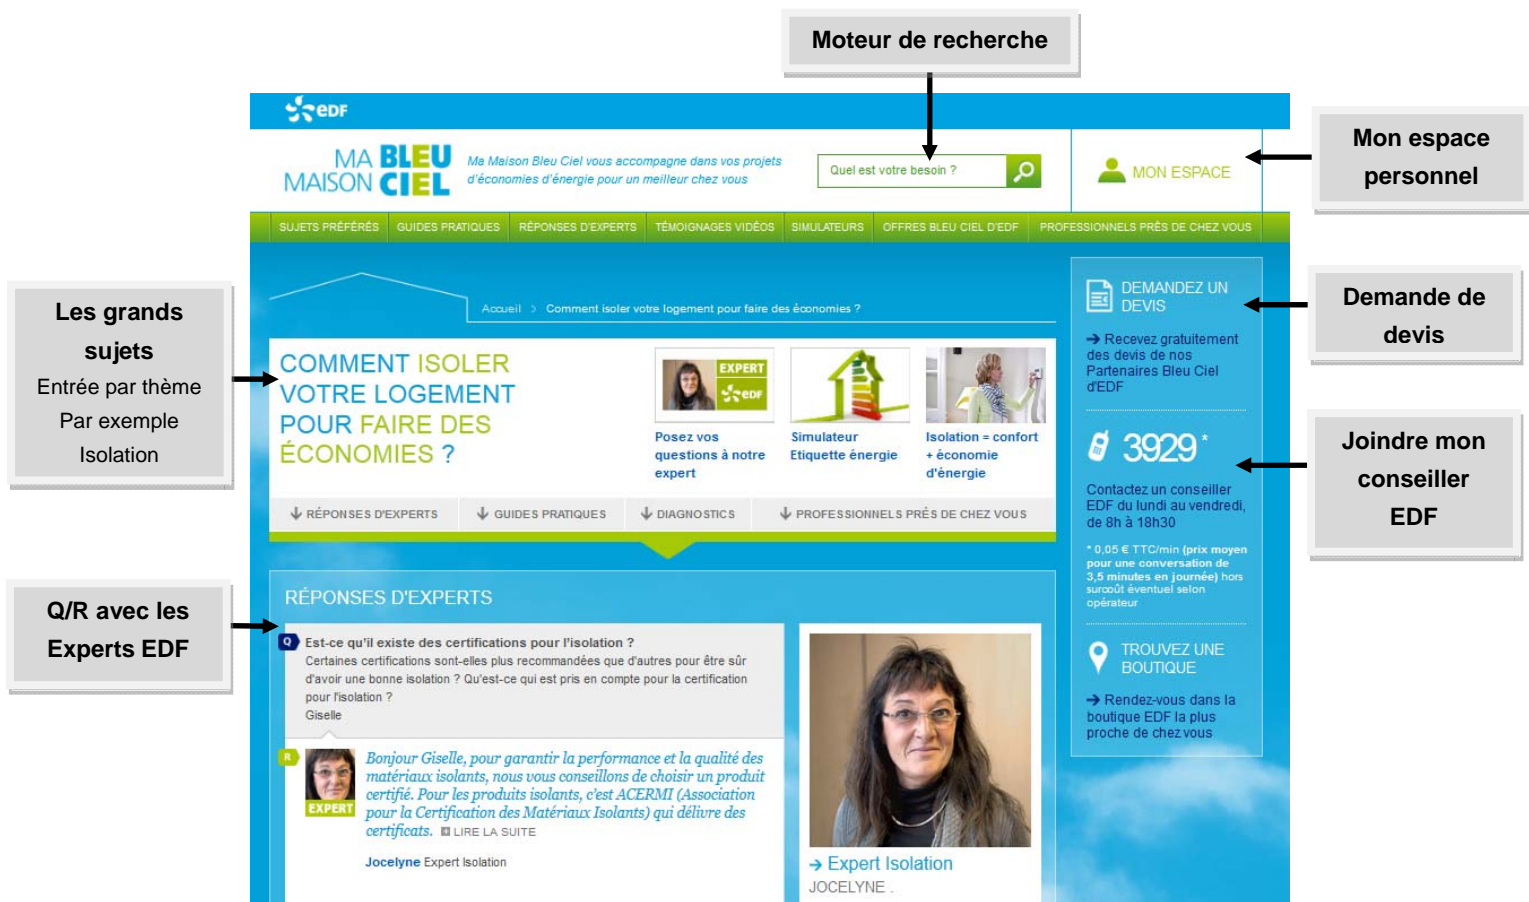 Moteur de recherche
eDF
MA BLEU
MAISON CIEL
Ma Maison Bleu Ciel vous accompagne dans vos projets
d'économies d'énergie pour un meilleur chez vous
Quel est votre besoin ?
MON ESPACE
Mon espace
personnel
SUJETS PRÉFÉRÉS GUIDES PRATIQUES RÉPONSES D'EXPERTS TÉMOIGNAGES VIDÉOS SIMULATEURS OFFRES BLEU CIEL D'EDF PROFESSIONNELS PRÈS DE CHEZ VOUS
Les grands
sujets
Entrée par thème
Par exemple
Isolation
Accueil > Comment isoler votre logement pour faire des économies ?
COMMENT ISOLER
VOTRE LOGEMENT
POUR FAIRE DES
ÉCONOMIES ?
EXPERT
eDF
Posez vos
questions à notre
expert
Simulateur
Etiquette énergie
Isolation = confort
+ économie
d'énergie
RÉPONSES D'EXPERTS GUIDES PRATIQUES DIAGNOSTICS PROFESSIONNELS PRÈS DE CHEZ VOUS
DEMANDEZ UN
DEVIS
→ Recevez gratuitement
des devis de nos
Partenaires Bleu Ciel
d'EDF
Demande de
devis
3929 *
Contactez un conseiller
EDF du lundi au vendredi,
de 8h à 18h30
* 0,05 € TTC/min (prix moyen
pour une conversation de
3,5 minutes en journée) hors
surcoût éventuel selon
opérateur
Joindre mon
conseiller
EDF
TROUVEZ UNE
BOUTIQUE
→ Rendez-vous dans la
boutique EDF la plus
proche de chez vous
Q/R avec les
Experts EDF
RÉPONSES D'EXPERTS
Q Est-ce qu'il existe des certifications pour l'isolation ?
Certaines certifications sont-elles plus recommandées que d'autres pour être sûr
d'avoir une bonne isolation ? Qu'est-ce qui est pris en compte pour la certification
pour l'isolation ?
Giselle
R
EXPERT
Bonjour Giselle, pour garantir la performance et la qualité des
matériaux isolants, nous vous conseillons de choisir un produit
certifié. Pour les produits isolants, c'est ACERMI (Association
pour la Certification des Matériaux Isolants) qui délivre des
certificats. LIRE LA SUITE
Jocelyne Expert Isolation
→ Expert Isolation
JOCELYNE .